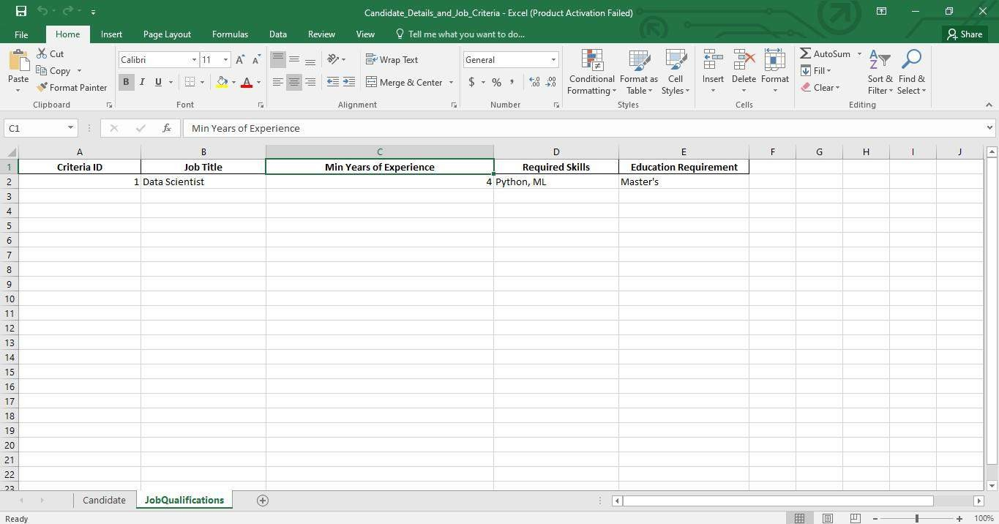 Candidate_Details_and_Job_Criteria - Excel (Product Activation Failed)
File Home Insert Page Layout Formulas Data Review View Tell me what you want to do... Share
Paste Cut Copy Format Painter
Calibri 11 B I U A A A
Wrap Text
Merge & Center
General
$ % , .00 .00
Conditional Formatting Format as Table Cell Styles
Insert Delete Format
AutoSum Fill Clear
Sort & Filter Find & Select
Clipboard Font Alignment Number Styles Cells Editing
C1 fx Min Years of Experience
A B C D E F G H I J
1 Criteria ID Job Title Min Years of Experience Required Skills Education Requirement
2 1 Data Scientist 4 Python, ML Master's
3
4
5
6
7
8
9
10
11
12
13
14
15
16
17
18
19
20
21
22
23
Candidate JobQualifications
Ready 100%